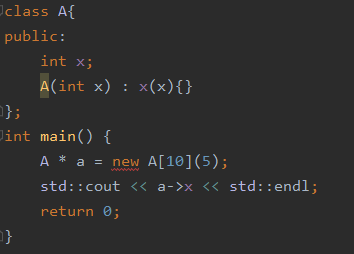 class A{
public:
    int x;
    A(int x) : x(x){}
};
int main() {
    A * a = new A[10](5);
    std::cout << a->x << std::endl;
    return 0;
}